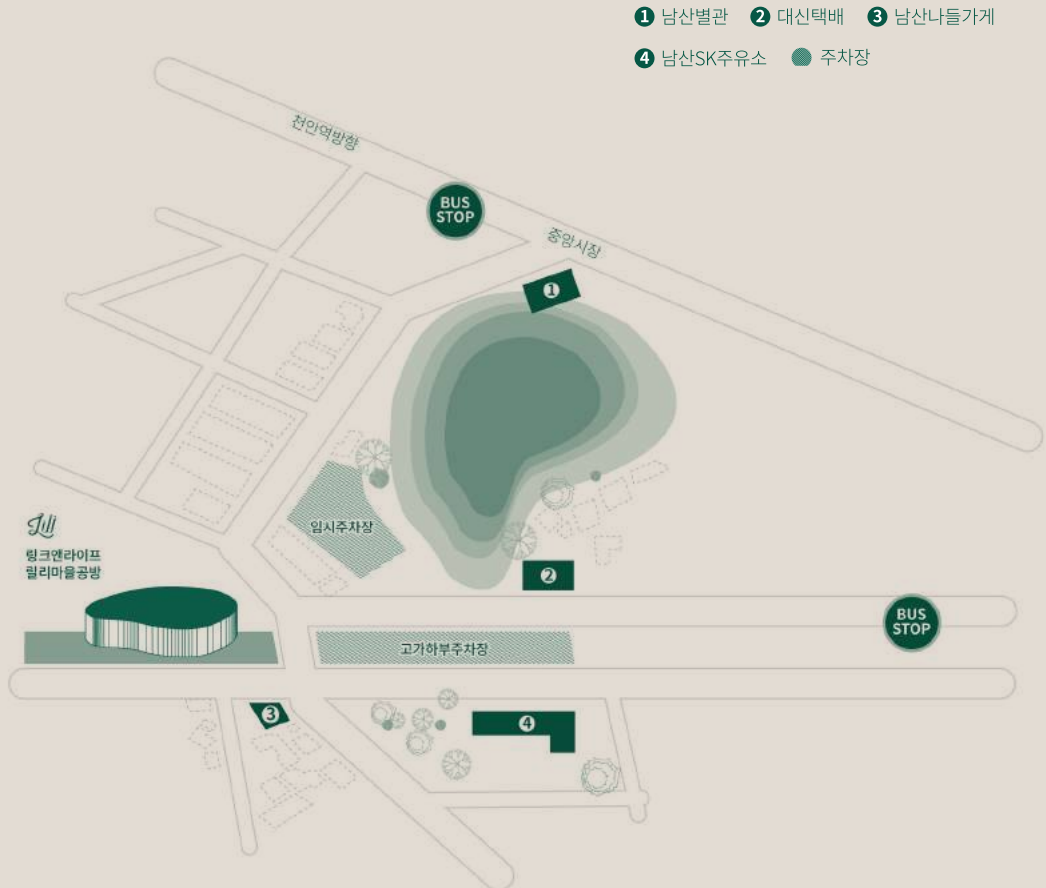 ❶ 남산별관 ❷ 대신택배 ❸ 남산나들가게
❹ 남산SK주유소 주차장
천안역방향
BUS
STOP
중앙시장
❶
임시주차장
Lill
링크앤라이프
릴리마을공방
❷
BUS
STOP
고가하부주차장
❸
❹